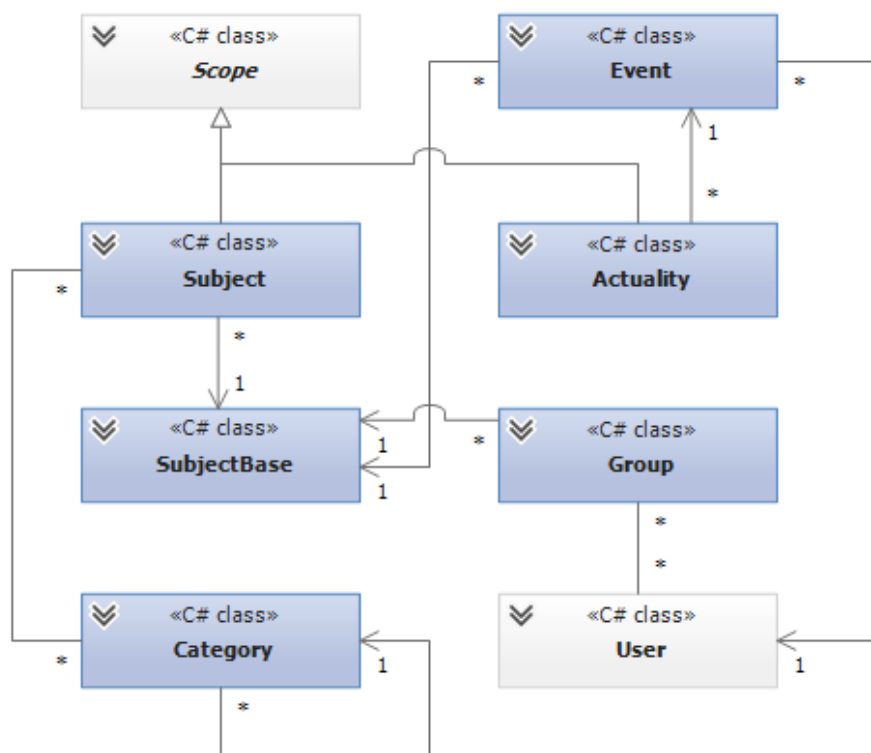 «C# class»
Scope
«C# class»
Event
*
*
1
*
«C# class»
Subject
«C# class»
Actuality
*
*
1
«C# class»
SubjectBase
«C# class»
Group
1
*
1
*
*
«C# class»
Category
«C# class»
User
*
1
1
*